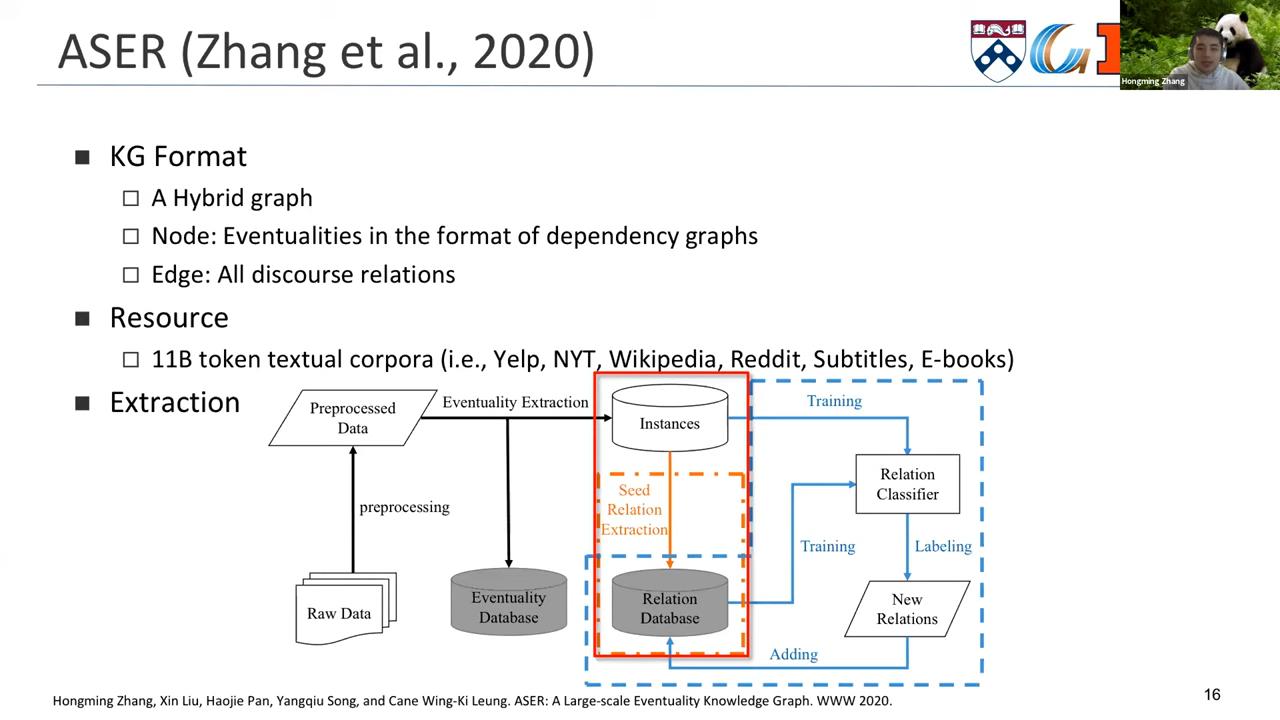 ASER (Zhang et al., 2020)
Hongming Zhang
KG Format
A Hybrid graph
Node: Eventualities in the format of dependency graphs
Edge: All discourse relations
Resource
11B token textual corpora (i.e., Yelp, NYT, Wikipedia, Reddit, Subtitles, E-books)
Extraction
Preprocessed
Data
Eventuality Extraction
Instances
Training
Relation
Classifier
Seed
Relation
Extraction
preprocessing
Training
Labeling
Raw Data
Eventuality
Database
Relation
Database
New
Relations
Adding
Hongming Zhang, Xin Liu, Haojie Pan, Yangqiu Song, and Cane Wing-Ki Leung. ASER: A Large-scale Eventuality Knowledge Graph. WWW 2020.
16